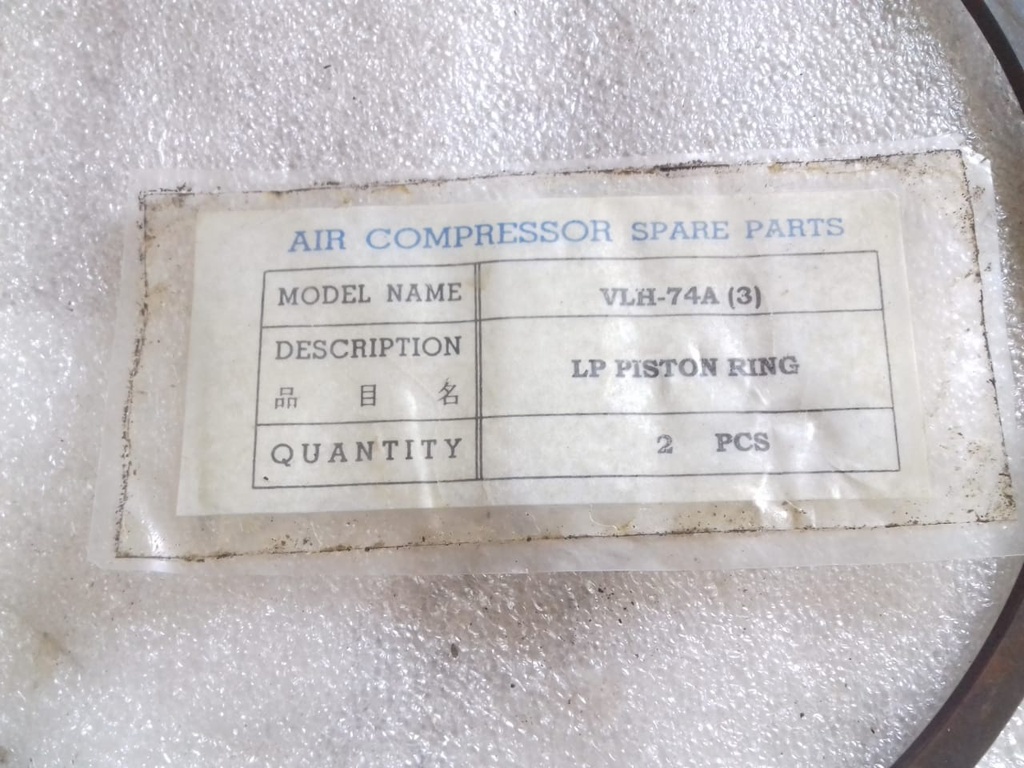 AIR COMPRESSOR SPARE PARTS
MODEL NAME VLH-74A (3)
DESCRIPTION
品 目 名 LP PISTON RING
QUANTITY 2 PCS